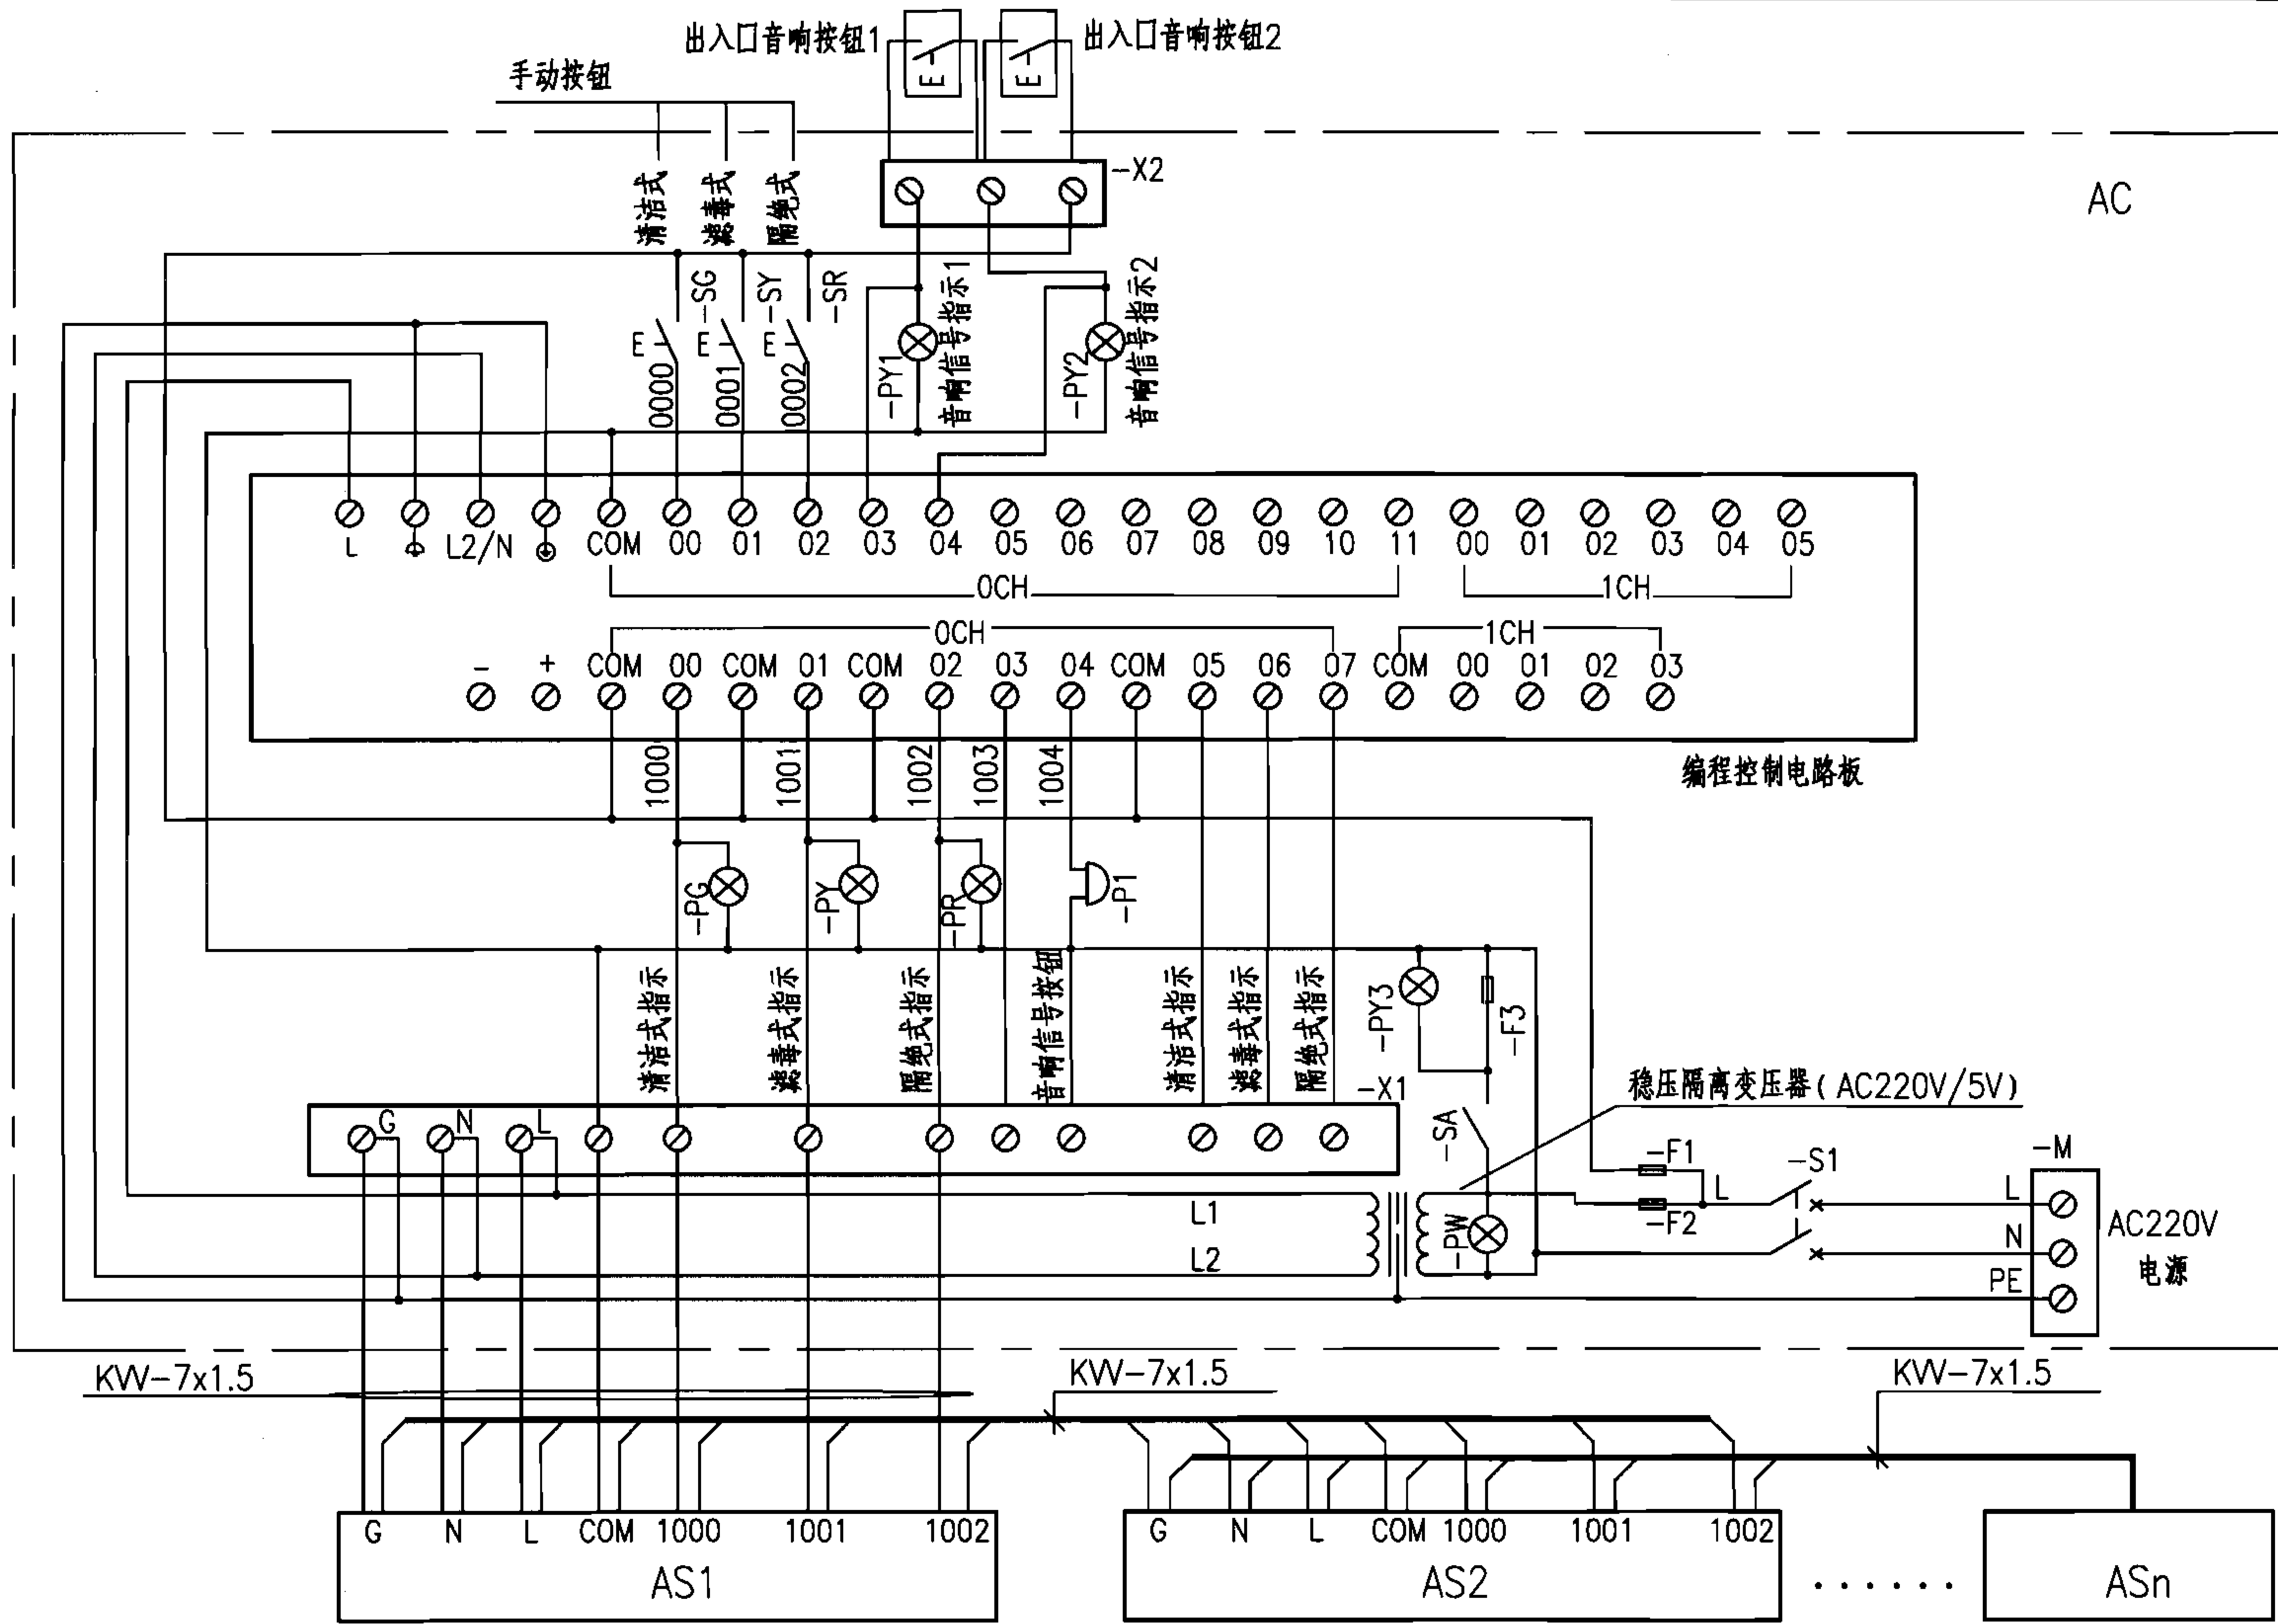 出入口音响按钮1
出入口音响按钮2
手动按钮
E
E
-X2
AC
清洁式
滤毒式
隔绝式
-SG
-SY
-SR
E
E
E
00000
0001
0002
-PY1
音响信号指示1
-PY2
音响信号指示2
L
L2/N
COM 00 01 02 03 04 05 06 07 08 09 10 11 00 01 02 03 04 05
0CH
1CH
0CH
1CH
- + COM 00 COM 01 COM 02 03 04 COM 05 06 07 COM 00 01 02 03
1000
1001
1002
1003
1004
编程控制电路板
-PG
-PY
-PR
-P1
清洁式指示
滤毒式指示
隔绝式指示
音响信号按钮
清洁式指示
滤毒式指示
隔绝式指示
-PY3
-F3
-X1
稳压隔离变压器(AC220V/5V)
G
N
L
-SA
-F1
-S1
-M
L
-F2
L
L1
-PW
N
AC220V
电源
L2
PE
KVV-7x1.5
KVV-7x1.5
KVV-7x1.5
G N L COM 1000 1001 1002
G N L COM 1000 1001 1002
AS1
AS2
······
ASn